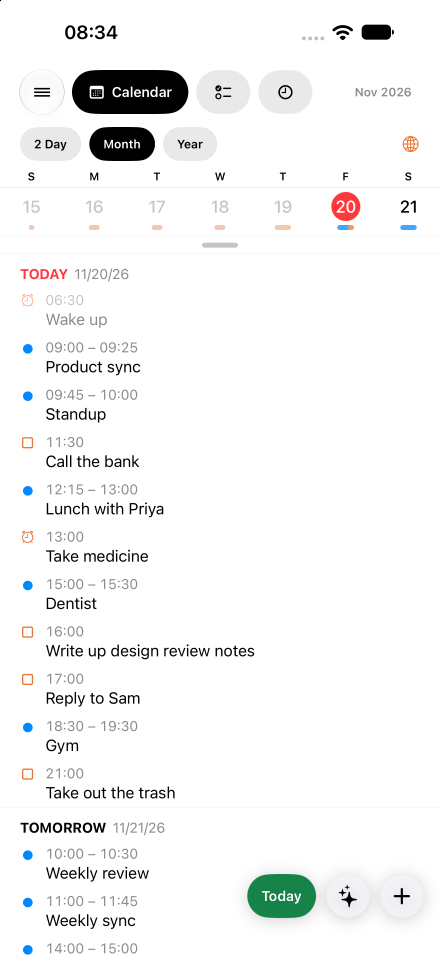 08:34
Calendar
Nov 2026
2 Day
Month
Year
S M T W T F S
15 16 17 18 19 20 21
TODAY 11/20/26
06:30
Wake up
09:00 – 09:25
Product sync
09:45 – 10:00
Standup
11:30
Call the bank
12:15 – 13:00
Lunch with Priya
13:00
Take medicine
15:00 – 15:30
Dentist
16:00
Write up design review notes
17:00
Reply to Sam
18:30 – 19:30
Gym
21:00
Take out the trash
TOMORROW 11/21/26
10:00 – 10:30
Weekly review
11:00 – 11:45
Weekly sync
14:00 – 15:00
Today